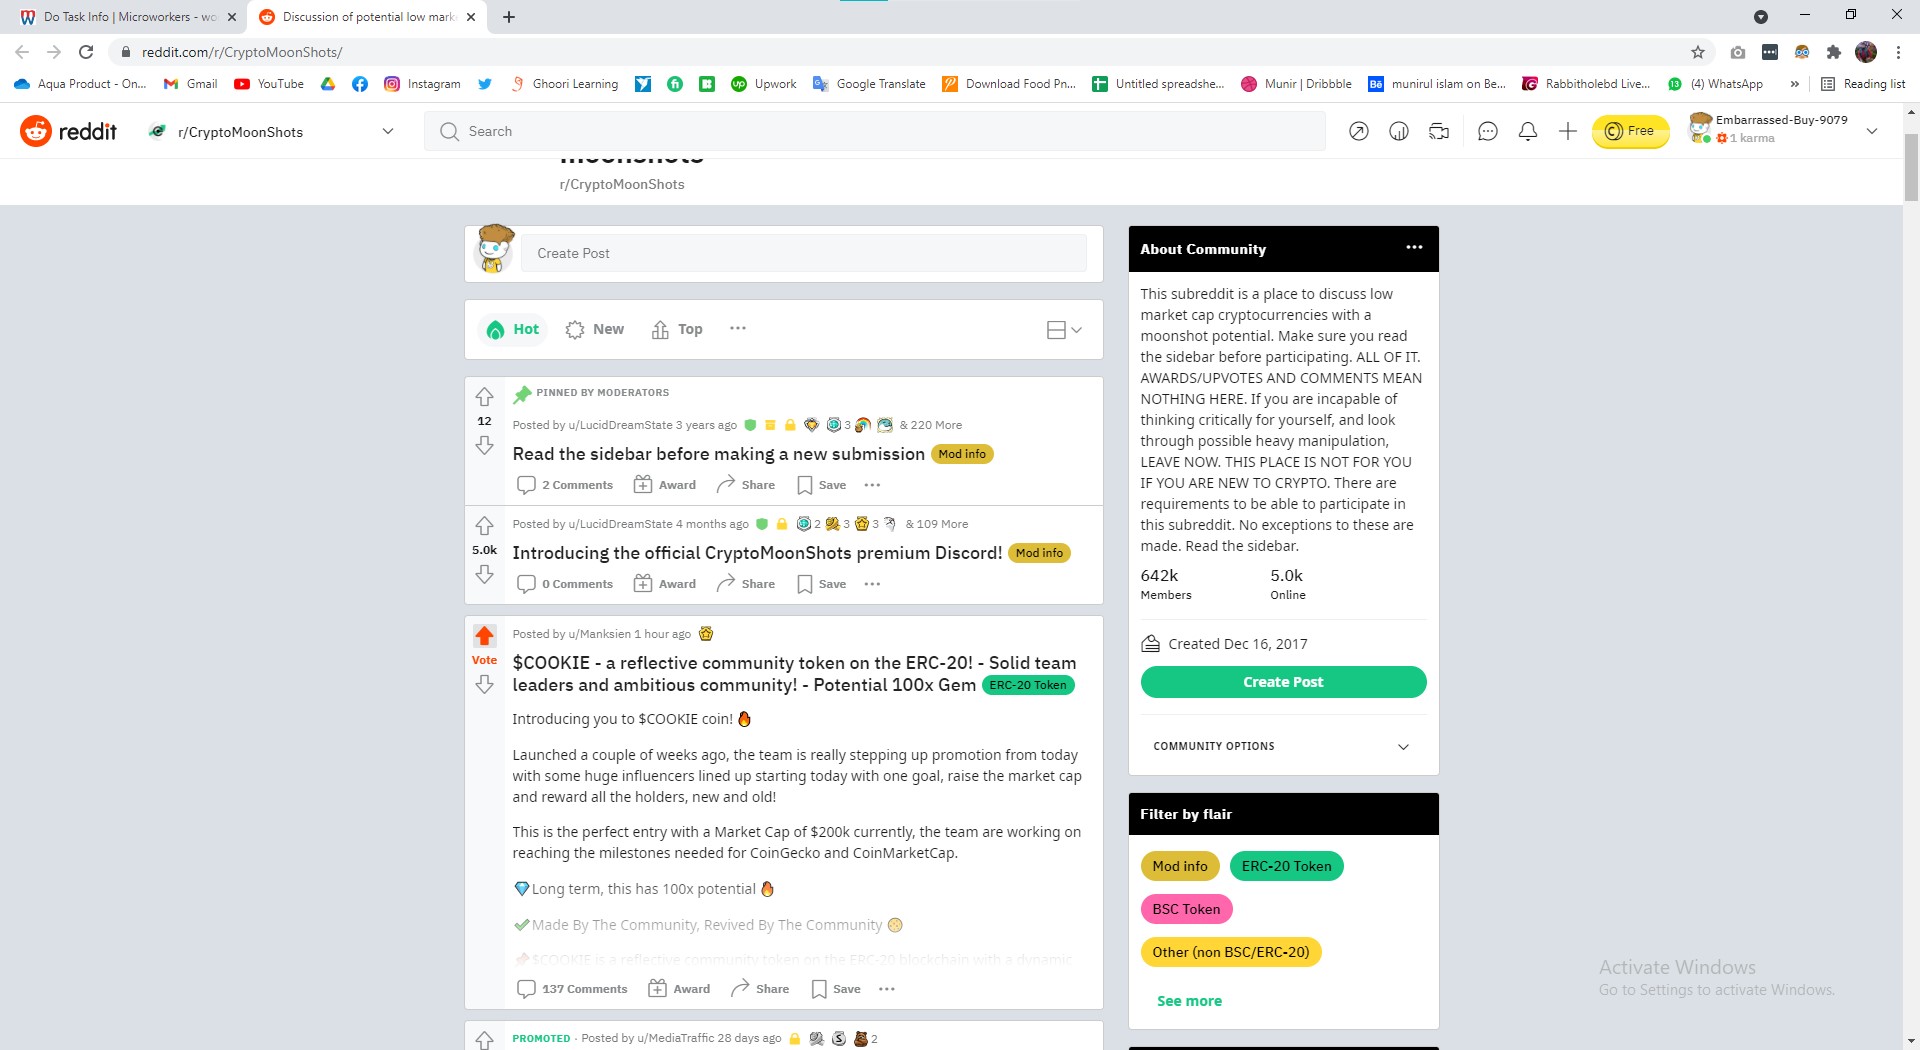 Do Task Info | Microworkers - wo
Discussion of potential low mark
reddit.com/r/CryptoMoonShots/
Aqua Product - On... Gmail YouTube Instagram Ghoori Learning Upwork Google Translate Download Food Pn... Untitled spreadshe... Munir | Dribbble munirul islam on Be... Rabbitholebd Live... (4) WhatsApp » Reading list
reddit r/CryptoMoonShots Search Free Embarrassed-Buy-9079
1 karma
moonshots
r/CryptoMoonShots
Create Post
Hot New Top ...
PINNED BY MODERATORS
12
Posted by u/LucidDreamState 3 years ago 3 & 220 More
Read the sidebar before making a new submission Mod info
2 Comments Award Share Save ...
Posted by u/LucidDreamState 4 months ago 2 3 3 & 109 More
5.0k
Introducing the official CryptoMoonShots premium Discord! Mod info
0 Comments Award Share Save ...
Posted by u/Manksien 1 hour ago
Vote
$COOKIE - a reflective community token on the ERC-20! - Solid team
leaders and ambitious community! - Potential 100x Gem ERC-20 Token
Introducing you to $COOKIE coin! 🔥
Launched a couple of weeks ago, the team is really stepping up promotion from today
with some huge influencers lined up starting today with one goal, raise the market cap
and reward all the holders, new and old!
This is the perfect entry with a Market Cap of $200k currently, the team are working on
reaching the milestones needed for CoinGecko and CoinMarketCap.
💎Long term, this has 100x potential 🔥
✔Made By The Community, Revived By The Community
📌$COOKIE is a reflective community token on the ERC-20 blockchain with a dynamic
137 Comments Award Share Save ...
PROMOTED · Posted by u/MediaTraffic 28 days ago 2
About Community ...
This subreddit is a place to discuss low
market cap cryptocurrencies with a
moonshot potential. Make sure you read
the sidebar before participating. ALL OF IT.
AWARDS/UPVOTES AND COMMENTS MEAN
NOTHING HERE. If you are incapable of
thinking critically for yourself, and look
through possible heavy manipulation,
LEAVE NOW. THIS PLACE IS NOT FOR YOU
IF YOU ARE NEW TO CRYPTO. There are
requirements to be able to participate in
this subreddit. No exceptions to these are
made. Read the sidebar.
642k 5.0k
Members Online
Created Dec 16, 2017
Create Post
COMMUNITY OPTIONS
Filter by flair
Mod info ERC-20 Token
BSC Token
Other (non BSC/ERC-20)
See more
Activate Windows
Go to Settings to activate Windows.